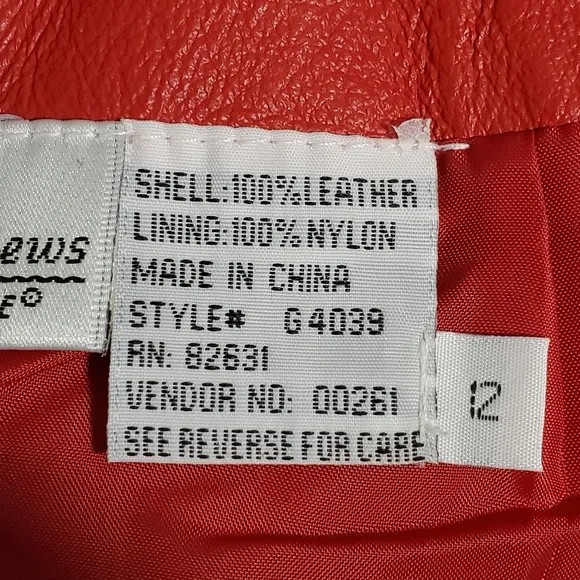 ews
E®
SHELL:100%LEATHER
LINING:100% NYLON
MADE IN CHINA
STYLE# G4039
RN: 82631
VENDOR NO: 00261
SEE REVERSE FOR CARE
12